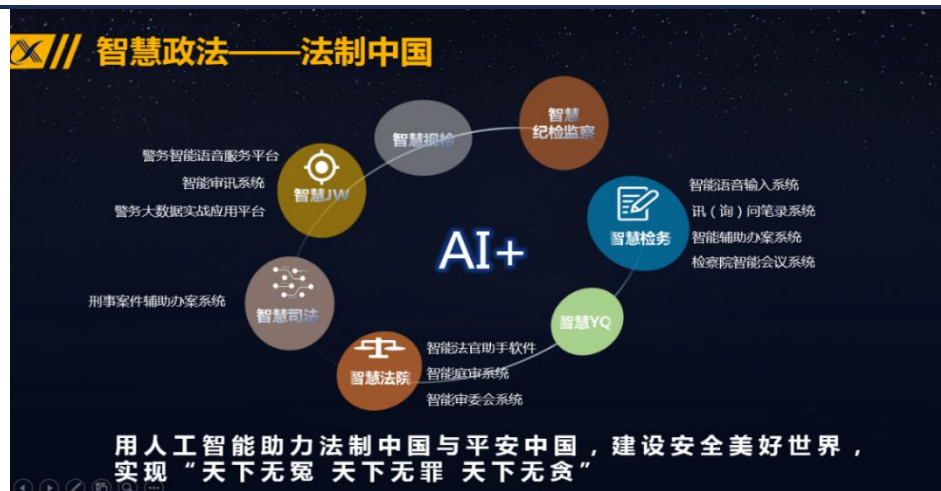 智慧政法——法制中国
智慧
纪检监察
智慧视检
警务智能语音服务平台
智能审讯系统
警务大数据实战应用平台
智慧JW
智能语音输入系统
讯（询）问笔录系统
智能辅助办案系统
检察院智能会议系统
智慧检务
AI+
刑事案件辅助办案系统
智慧司法
智慧YQ
智慧法院
智能法官助手软件
智能庭审系统
智能审委会系统
用人工智能助力法制中国与平安中国，建设安全美好世界，
实现“天下无冤 天下无罪 天下无贪”